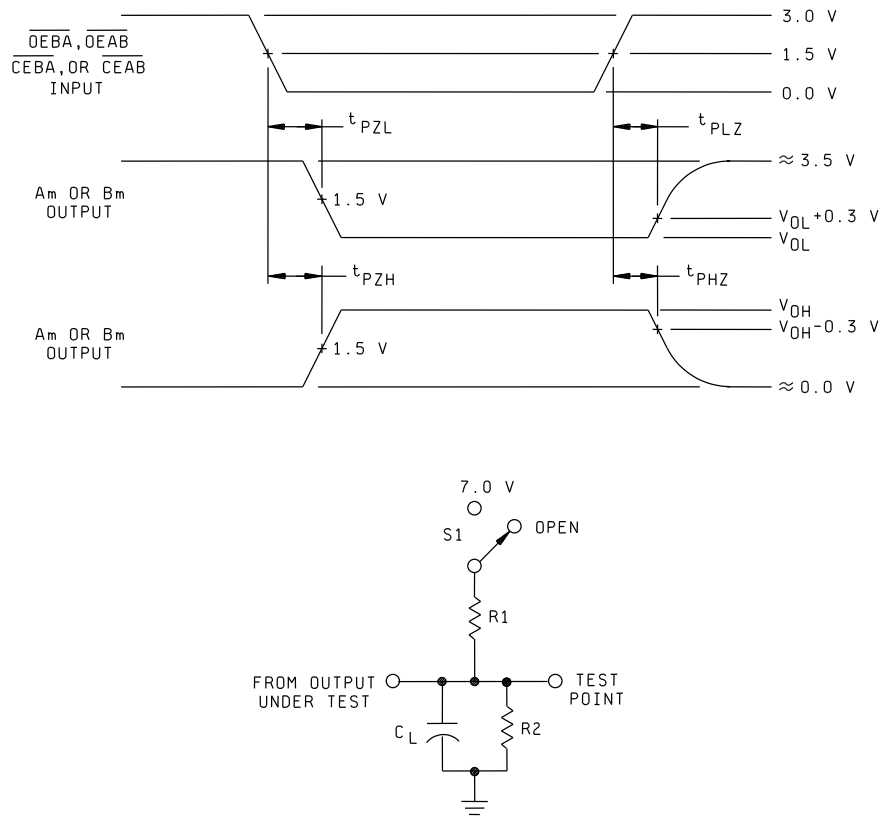 3.0 V
OEBA, OEAB
CEBA, OR CEAB
INPUT
1.5 V
0.0 V
tPZL
tPLZ
≈ 3.5 V
Am OR Bm
OUTPUT
1.5 V
VOL+0.3 V
VOL
tPZH
tPHZ
VOH
VOH-0.3 V
Am OR Bm
OUTPUT
1.5 V
≈ 0.0 V
7.0 V
S1
OPEN
R1
FROM OUTPUT
UNDER TEST
TEST
POINT
CL
R2